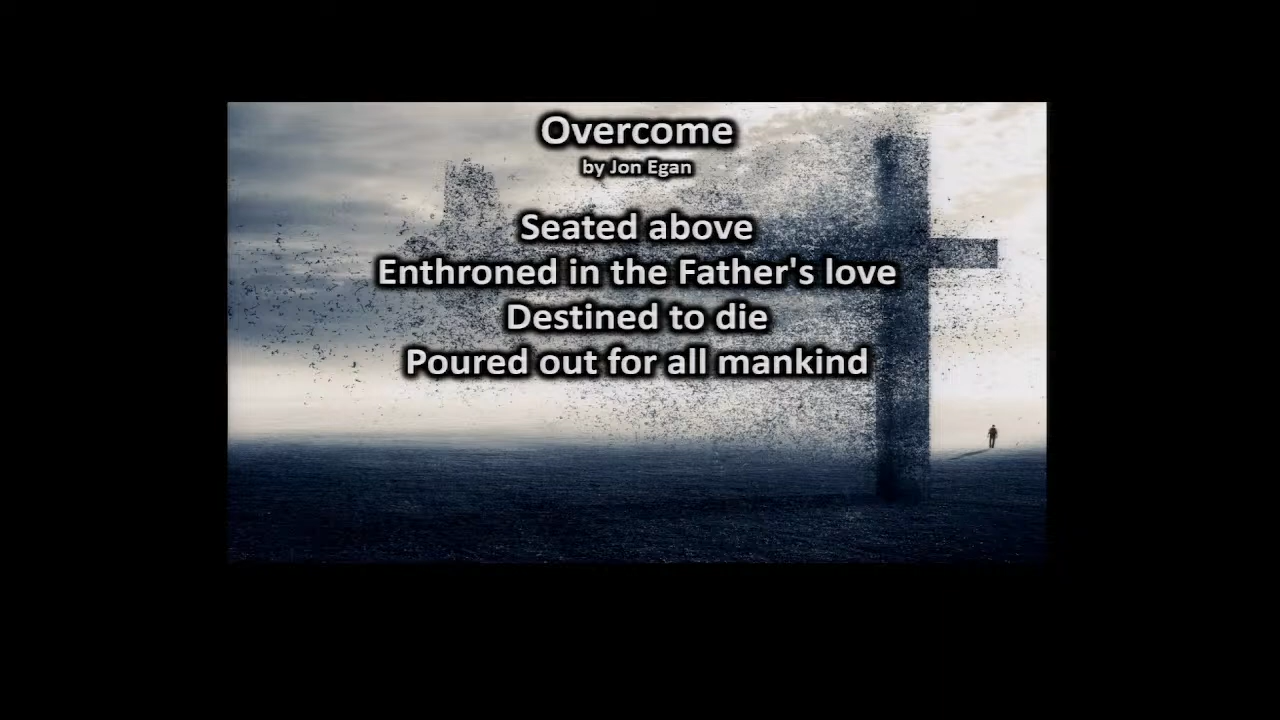 Overcome
by Jon Egan
Seated above
Enthroned in the Father's love
Destined to die
Poured out for all mankind